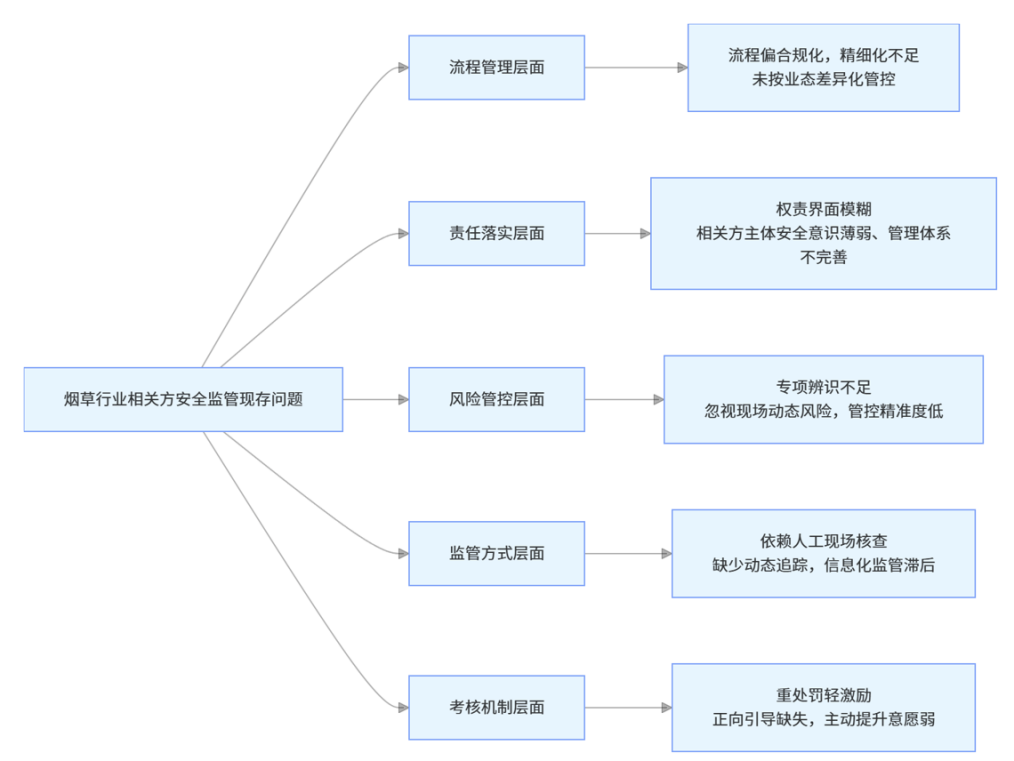 烟草行业相关方安全监管现存问题
流程管理层面
流程偏合规化，精细化不足
未按业态差异化管控
责任落实层面
权责界面模糊
相关方主体安全意识薄弱、管理体系
不完善
风险管控层面
专项辨识不足
忽视现场动态风险，管控精准度低
监管方式层面
依赖人工现场核查
缺少动态追踪，信息化监管滞后
考核机制层面
重处罚轻激励
正向引导缺失，主动提升意愿弱